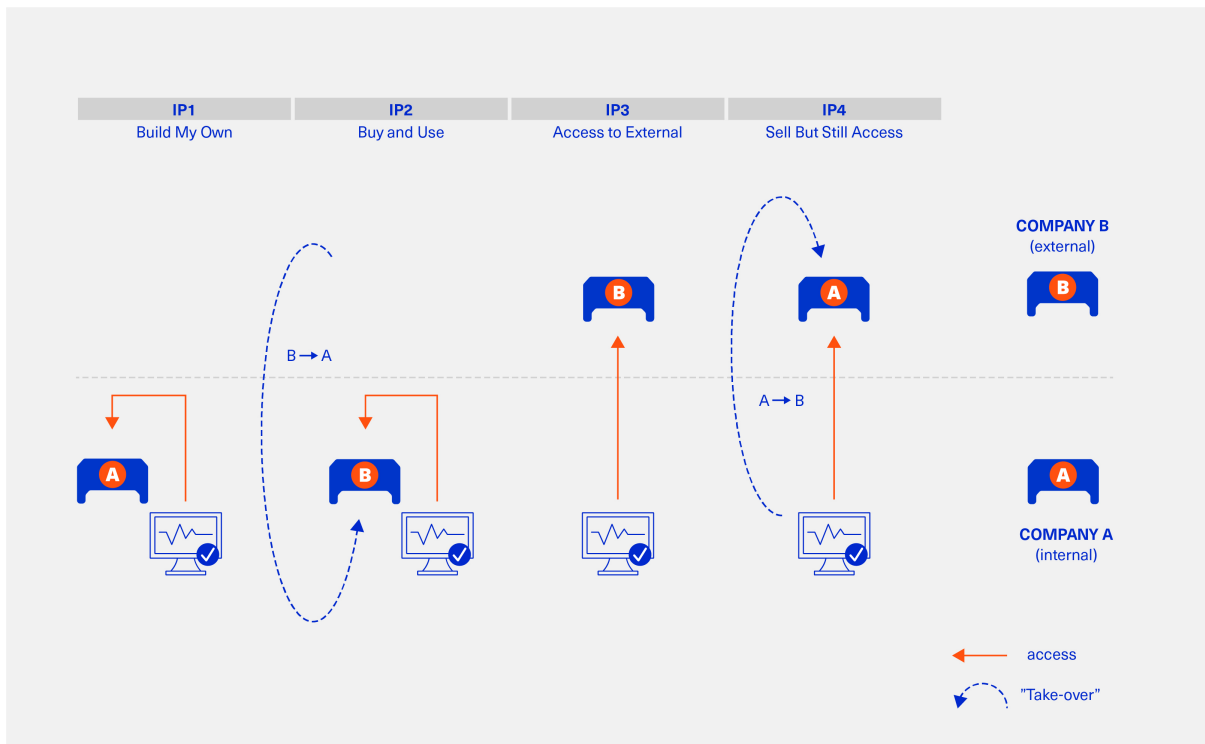 IP1
IP2
IP3
IP4
Build My Own
Buy and Use
Access to External
Sell But Still Access
COMPANY B
(external)
B
A
B
B → A
A → B
A
B
A
COMPANY A
(internal)
access
"Take-over"